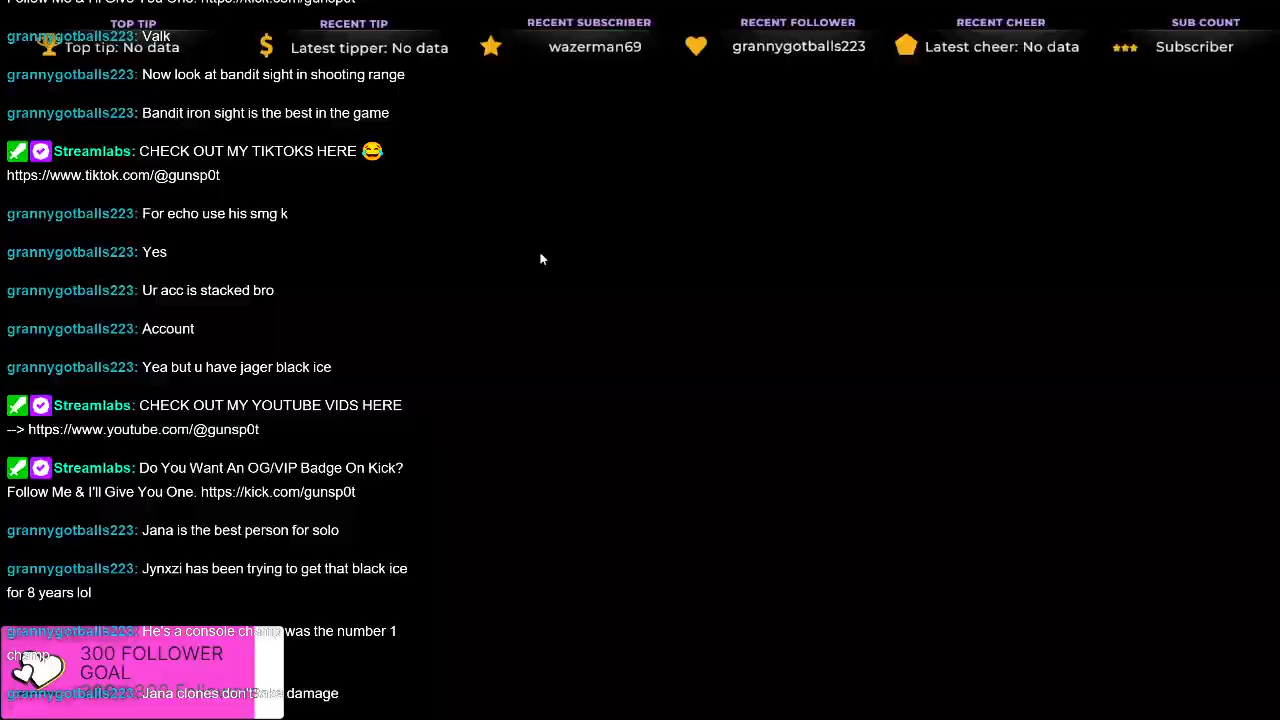 Follow Me & I'll Give You One. https://kick.com/gunsp0t
TOP TIP
Top tip: No data
RECENT TIP
Latest tipper: No data
RECENT SUBSCRIBER
wazerman69
RECENT FOLLOWER
grannygotballs223
RECENT CHEER
Latest cheer: No data
SUB COUNT
Subscriber
grannygotballs223: Valk
grannygotballs223: Now look at bandit sight in shooting range
grannygotballs223: Bandit iron sight is the best in the game
Streamlabs: CHECK OUT MY TIKTOKS HERE 😂
https://www.tiktok.com/@gunsp0t
grannygotballs223: For echo use his smg k
grannygotballs223: Yes
grannygotballs223: Ur acc is stacked bro
grannygotballs223: Account
grannygotballs223: Yea but u have jager black ice
Streamlabs: CHECK OUT MY YOUTUBE VIDS HERE
--> https://www.youtube.com/@gunsp0t
Streamlabs: Do You Want An OG/VIP Badge On Kick?
Follow Me & I'll Give You One. https://kick.com/gunsp0t
grannygotballs223: Jana is the best person for solo
grannygotballs223: Jynxzi has been trying to get that black ice
for 8 years lol
grannygotballs223: He's a console champ was the number 1
champ
300 FOLLOWER
GOAL
grannygotballs223: Jana clones don't take damage